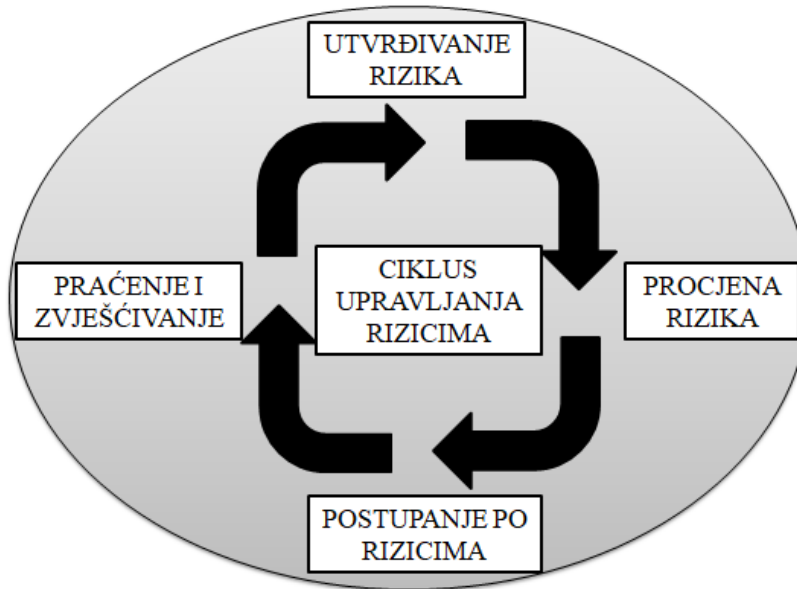 UTVRĐIVANJE
RIZIKA
PRAĆENJE I
ZVJEŠĆIVANJE
CIKLUS
UPRAVLJANJA
RIZICIMA
PROCJENA
RIZIKA
POSTUPANJE PO
RIZICIMA